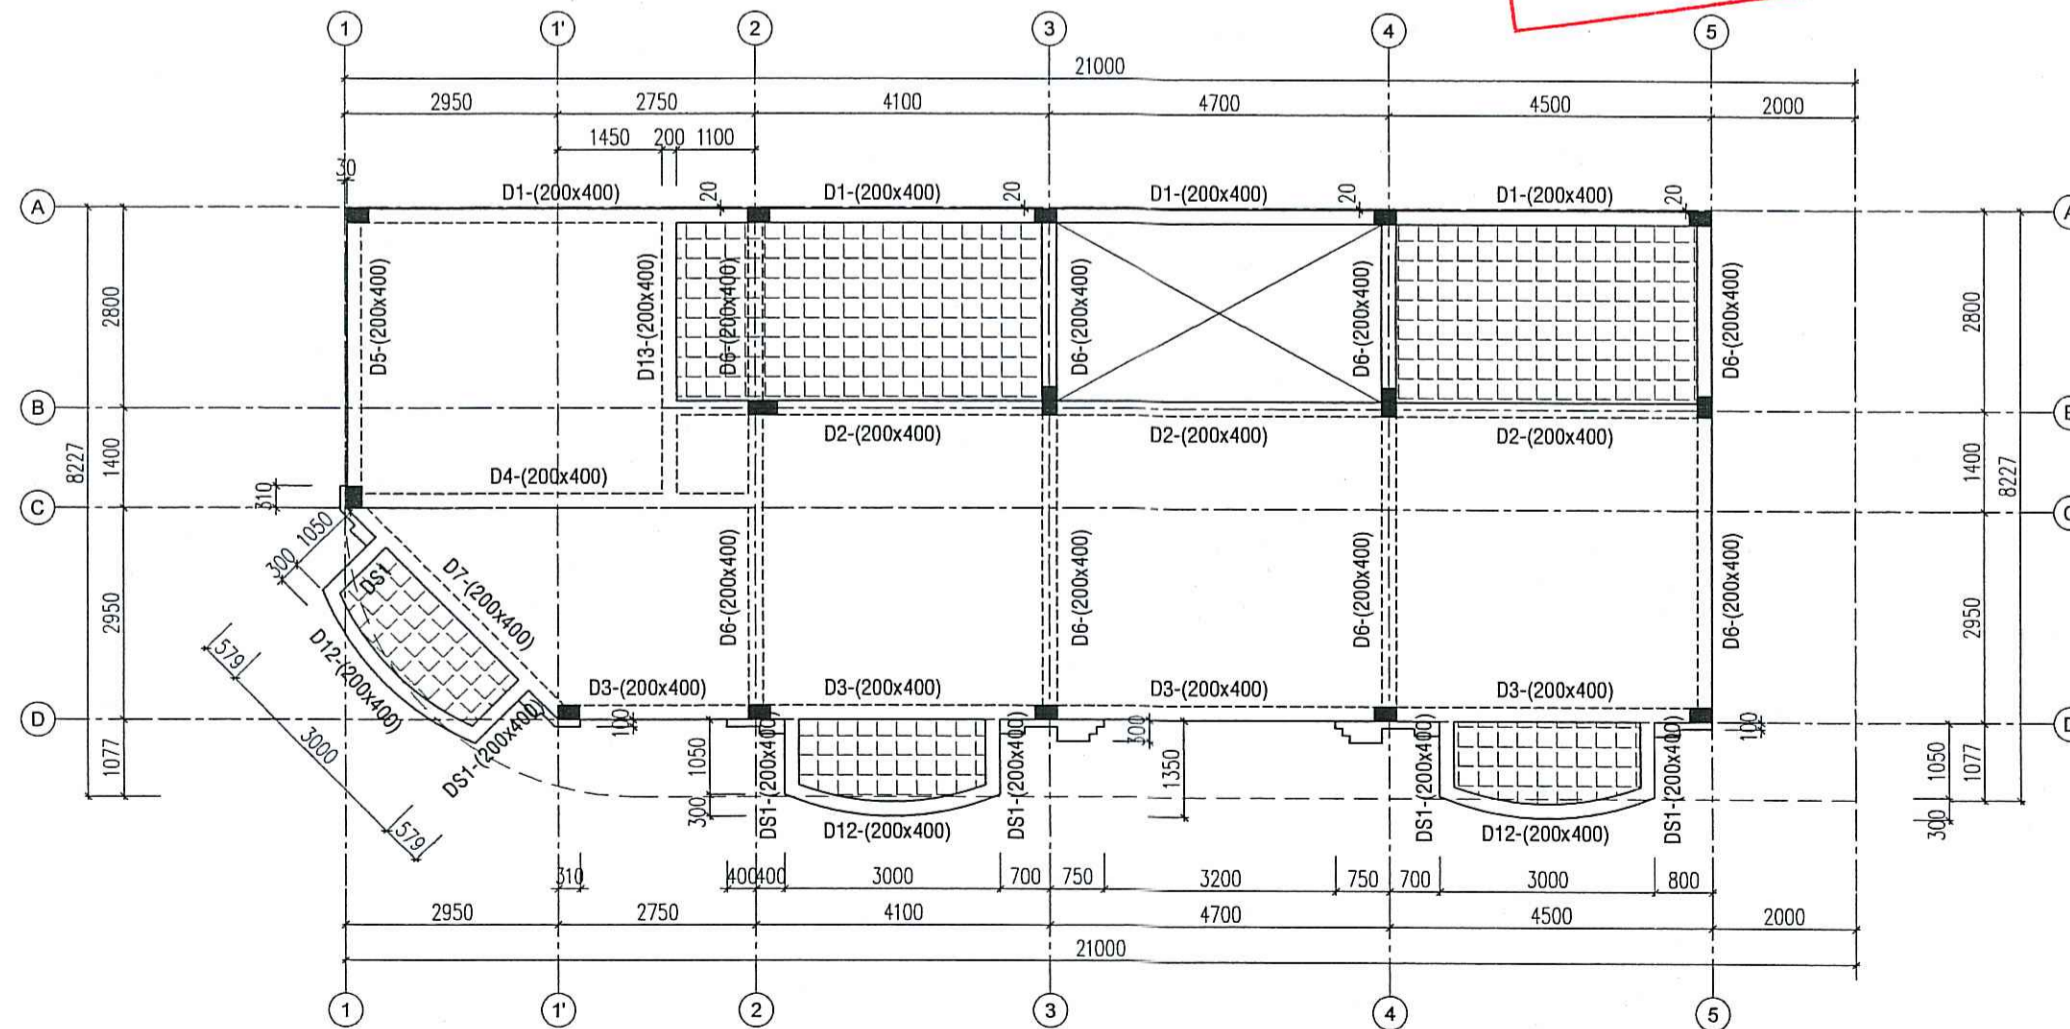 1 1' 2 3 4 5
21000
2950 2750 4100 4700 4500 2000
1450 200 1100
30
D1-(200x400) 20 D1-(200x400) 20 D1-(200x400) 20 D1-(200x400) 20
A A
2800 D5-(200x400) D13-(200x400) D6-(200x400) D6-(200x400) D6-(200x400) D6-(200x400) 2800
B
D2-(200x400) D2-(200x400) D2-(200x400)
8227 1400 1400 8227
D4-(200x400)
310
C
1050
300
DS1
D7-(200x400)
2950 D6-(200x400) D6-(200x400) D6-(200x400) D6-(200x400) 2950
D12-(200x400)
579
3000
579
DS1-(200x400)
D3-(200x400) D3-(200x400) D3-(200x400) D3-(200x400)
D
100 300 100
1077 1050 DS1-(200x400) DS1-(200x400) 1350 DS1-(200x400) DS1-(200x400) 1050 1077
300 D12-(200x400) D12-(200x400) 300
310 400 400 3000 700 750 3200 750 700 3000 800
2950 2750 4100 4700 4500 2000
21000
1 1' 2 3 4 5